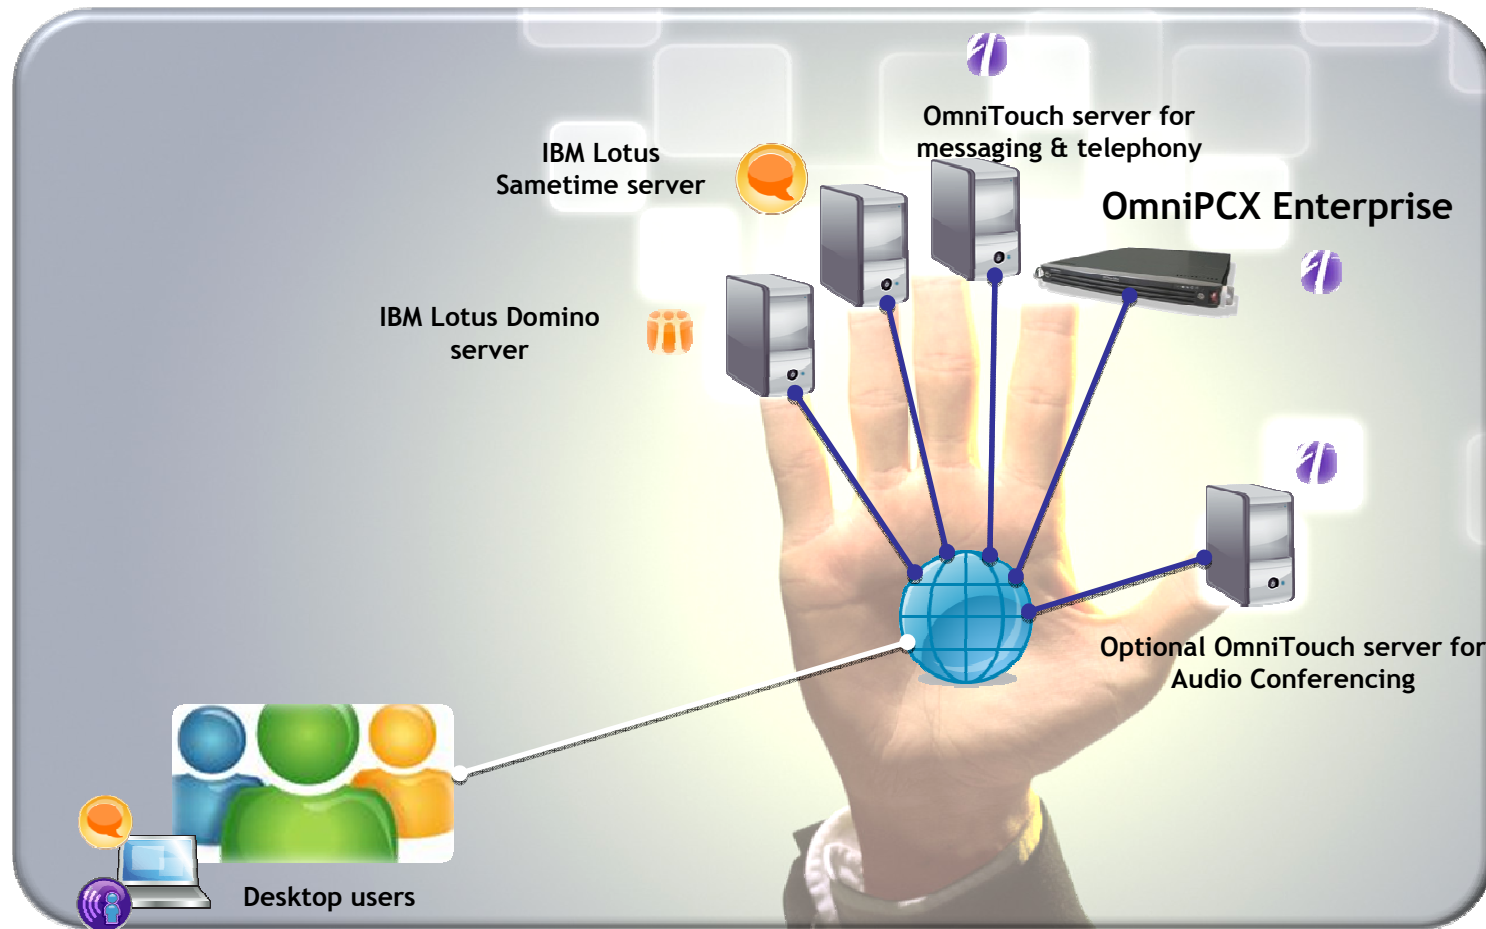 OmniTouch server for
messaging & telephony
IBM Lotus
Sametime server
OmniPCX Enterprise
IBM Lotus Domino
server
Optional OmniTouch server for
Audio Conferencing
Desktop users